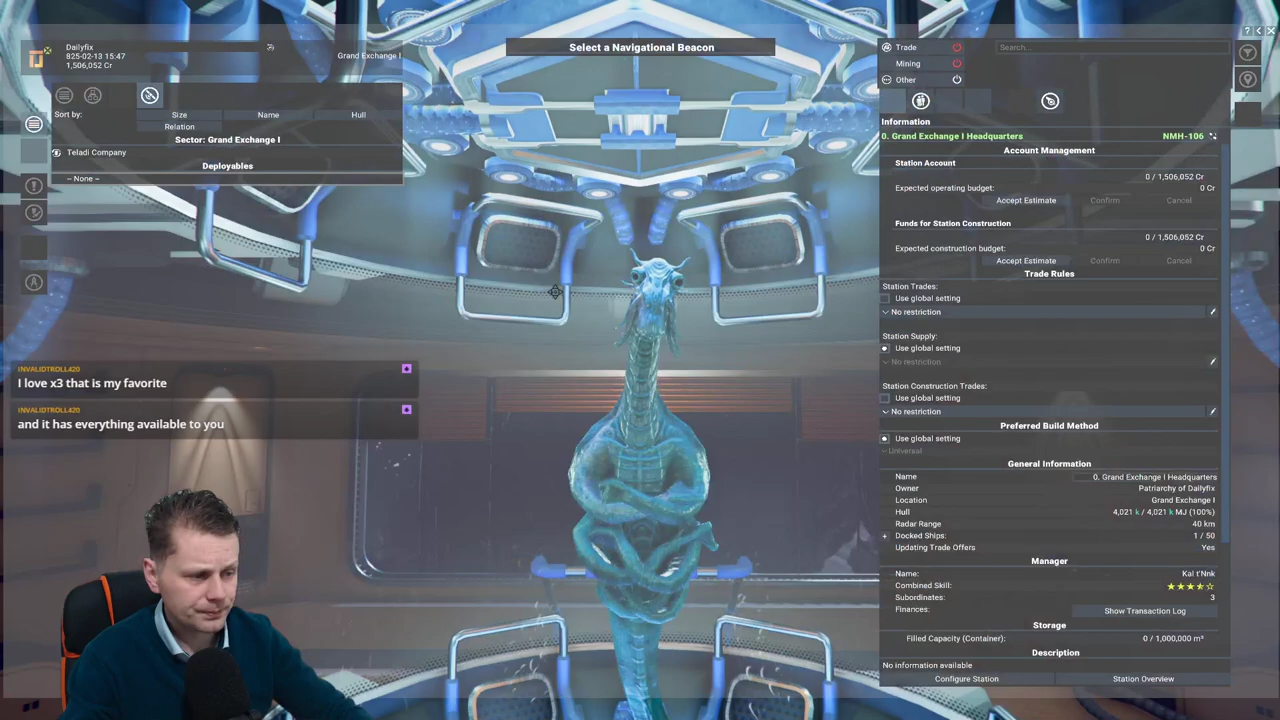 Dailyfix
825-02-13 15:47
1,506,052 Cr
Grand Exchange I
Sort by:
Size
Name
Hull
Relation
Sector: Grand Exchange I
Teladi Company
Deployables
– None –
Select a Navigational Beacon
INVALIDTROLL420
I love x3 that is my favorite
INVALIDTROLL420
and it has everything available to you
Trade
Mining
Other
Search...
Information
0. Grand Exchange I Headquarters NMH-106
Account Management
Station Account
0 / 1,506,052 Cr
Expected operating budget: 0 Cr
Accept Estimate Confirm Cancel
Funds for Station Construction
0 / 1,506,052 Cr
Expected construction budget: 0 Cr
Accept Estimate Confirm Cancel
Trade Rules
Station Trades:
Use global setting
No restriction
Station Supply:
Use global setting
No restriction
Station Construction Trades:
Use global setting
No restriction
Preferred Build Method
Use global setting
– Universal
General Information
Name 0. Grand Exchange I Headquarters
Owner Patriarchy of Dailyfix
Location Grand Exchange I
Hull 4,021 k / 4,021 k MJ (100%)
Radar Range 40 km
+ Docked Ships: 1 / 50
Updating Trade Offers Yes
Manager
Name: Kal t'Nnk
Combined Skill:
Subordinates: 3
Finances: Show Transaction Log
Storage
Filled Capacity (Container): 0 / 1,000,000 m³
Description
No information available
Configure Station Station Overview